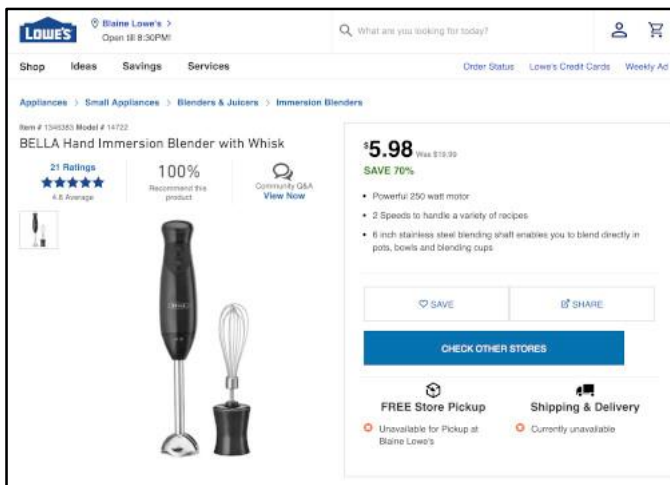 LOWE'S
Blaine Lowe's >
Open till 8:30PM!
What are you looking for today?
Shop Ideas Savings Services
Order Status Lowe's Credit Cards Weekly Ad
Appliances > Small Appliances > Blenders & Juicers > Immersion Blenders
Item # 1346383 Model # 14722
BELLA Hand Immersion Blender with Whisk
21 Ratings
4.8 Average
100%
Recommend this
product
Community Q&A
View Now
BELLA
$5.98 Was $19.99
SAVE 70%
• Powerful 250 watt motor
• 2 Speeds to handle a variety of recipes
• 6 inch stainless steel blending shaft enables you to blend directly in
pots, bowls and blending cups
SAVE
SHARE
CHECK OTHER STORES
FREE Store Pickup
Unavailable for Pickup at
Blaine Lowe's
Shipping & Delivery
Currently unavailable